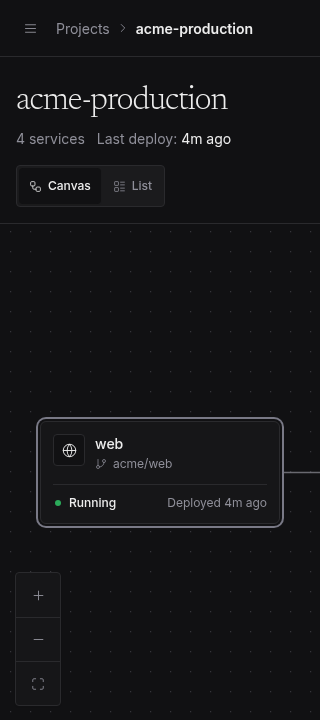 Projects > acme-production
acme-production
4 services Last deploy: 4m ago
Canvas List
web
acme/web
Running Deployed 4m ago